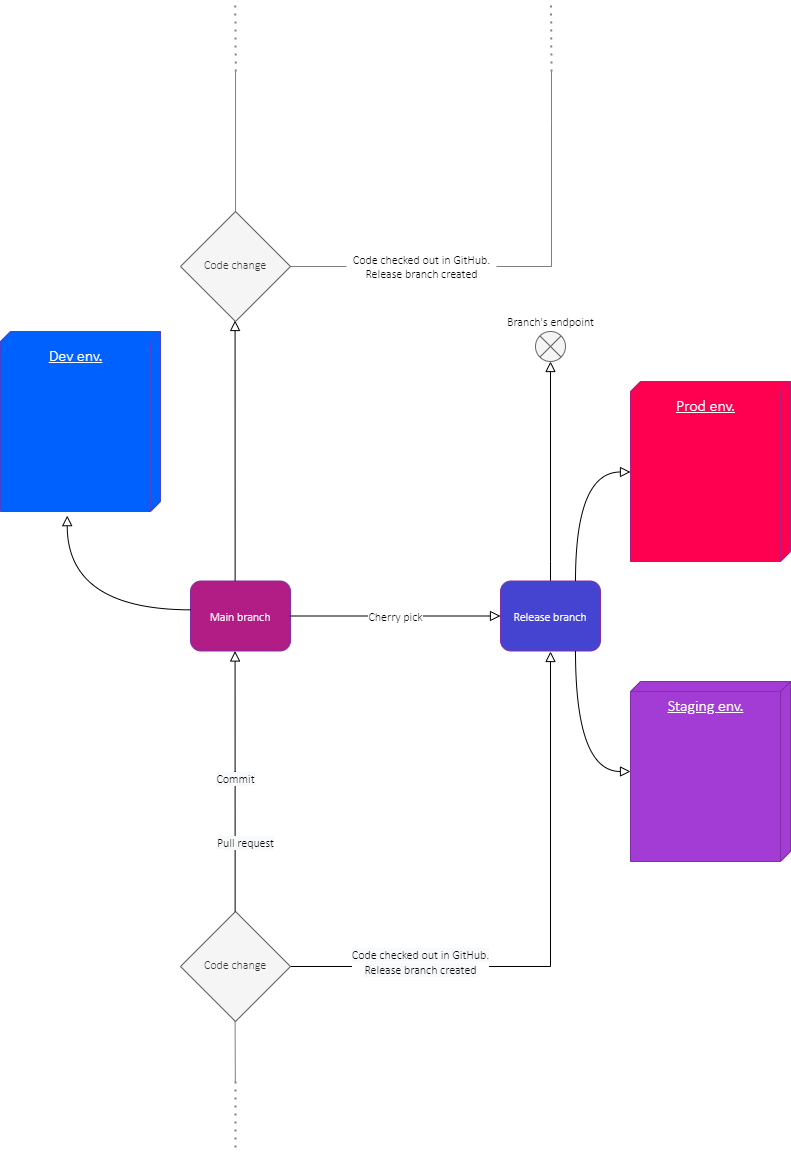 Code change
Code checked out in GitHub.
Release branch created
Branch's endpoint
Dev env.
Prod env.
Main branch
Cherry pick
Release branch
Staging env.
Commit
Pull request
Code change
Code checked out in GitHub.
Release branch created